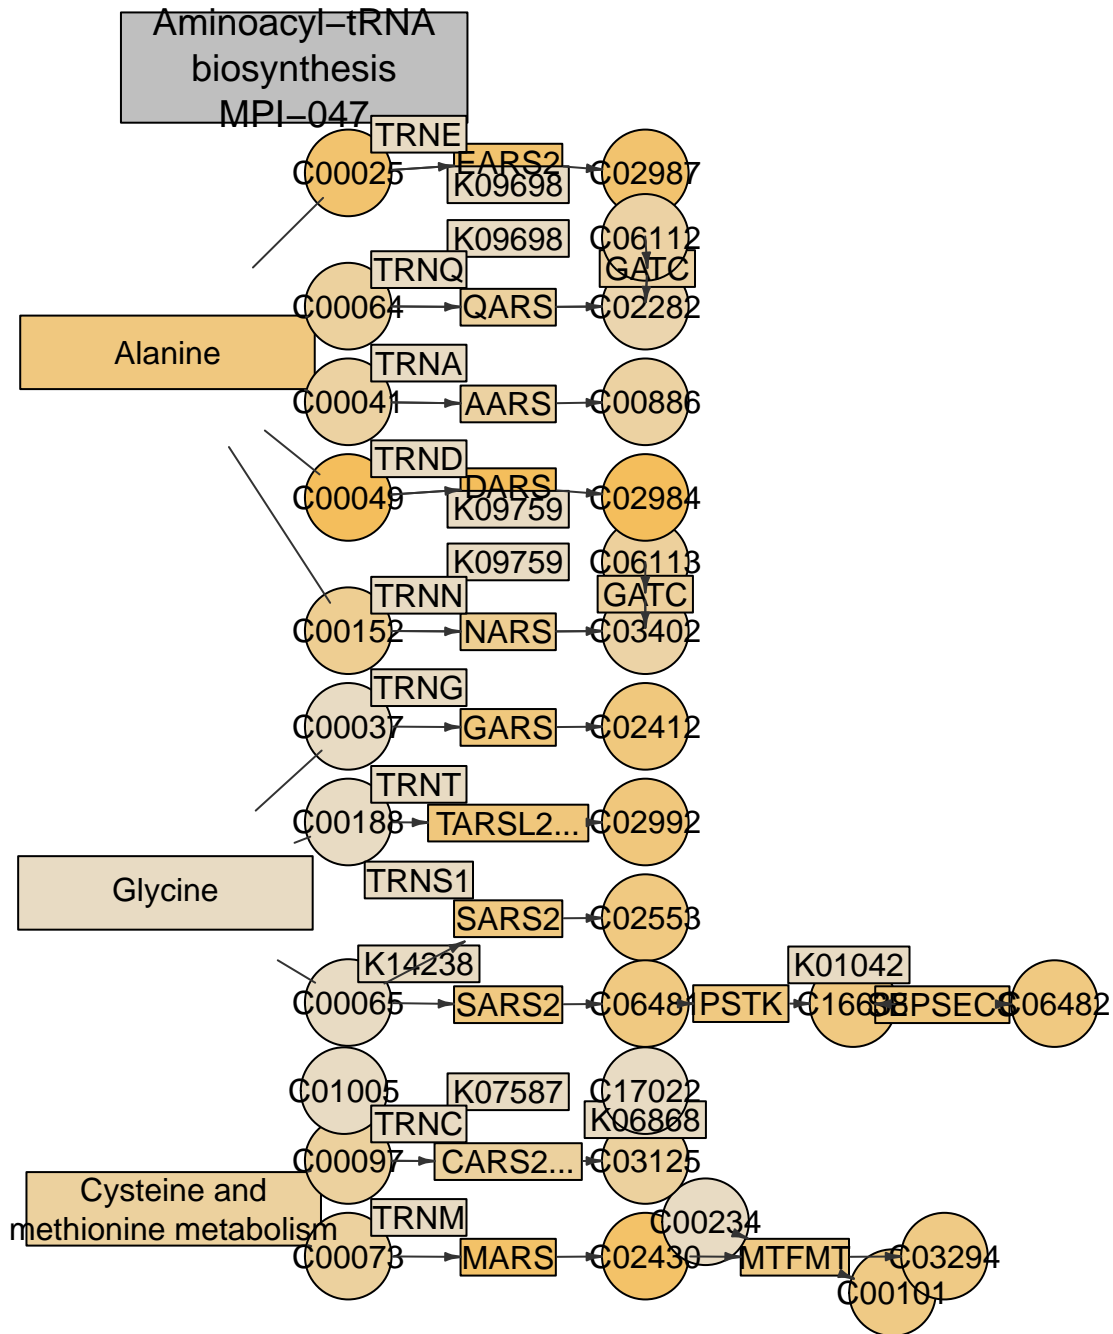 Aminoacyl−tRNA
biosynthesis
MPI−047
TRNE
C00025
EARS2
C02987
K09698
K09698
C06112
TRNQ
GATC
C00064
QARS
C02282
Alanine
TRNA
C00041
AARS
C00886
TRND
C00049
DARS
C02984
K09759
K09759
C06113
TRNN
GATC
C00152
NARS
C03402
TRNG
C00037
GARS
C02412
TRNT
C00188
TARSL2...
C02992
TRNS1
Glycine
SARS2
C02553
K14238
K01042
C00065
SARS2
C06481
PSTK
C16638
SEPSECS
C06482
C01005
K07587
C17022
TRNC
K06868
C00097
CARS2...
C03125
Cysteine and
methionine metabolism
TRNM
C00234
C00073
MARS
C02430
MTFMT
C03294
C00101